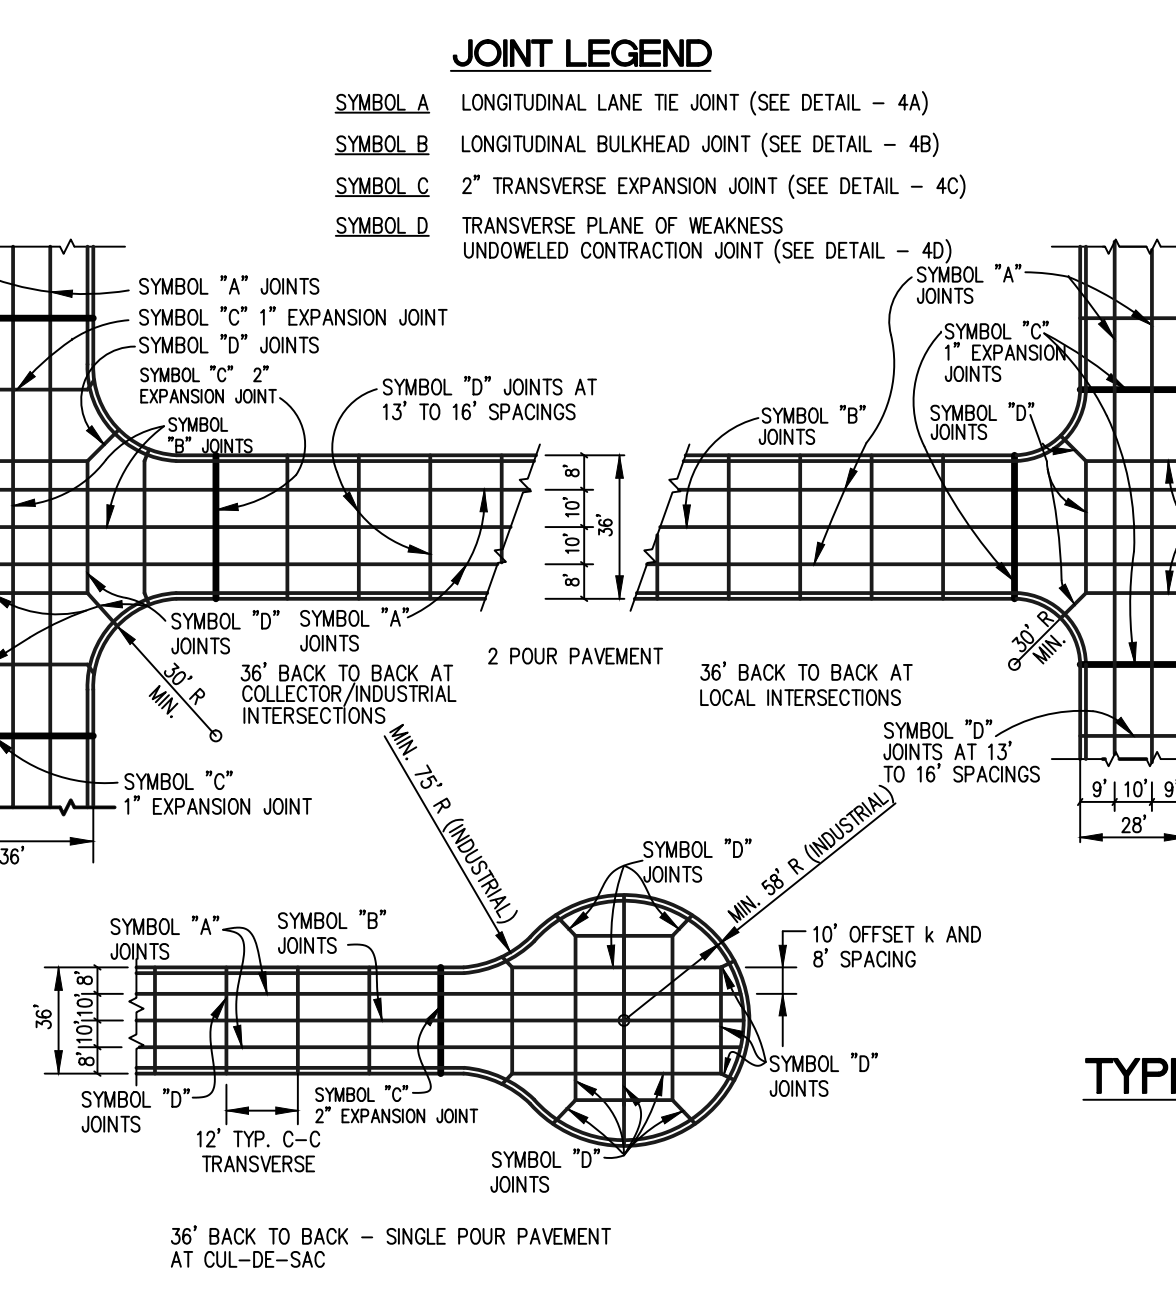 JOINT LEGEND
SYMBOL A LONGITUDINAL LANE TIE JOINT (SEE DETAIL – 4A)
SYMBOL B LONGITUDINAL BULKHEAD JOINT (SEE DETAIL – 4B)
SYMBOL C 2" TRANSVERSE EXPANSION JOINT (SEE DETAIL – 4C)
SYMBOL D TRANSVERSE PLANE OF WEAKNESS
UNDOWELED CONTRACTION JOINT (SEE DETAIL – 4D)
SYMBOL "A" JOINTS
SYMBOL "C" 1" EXPANSION JOINT
SYMBOL "D" JOINTS
SYMBOL "C" 2"
EXPANSION JOINT
SYMBOL
"B" JOINTS
SYMBOL "D" JOINTS AT
13' TO 16' SPACINGS
SYMBOL "B"
JOINTS
SYMBOL "A"
JOINTS
SYMBOL "C"
1" EXPANSION
JOINTS
SYMBOL "D"
JOINTS
8'
10'
10'
8'
36'
SYMBOL "D"
JOINTS
SYMBOL "A"
JOINTS
30' R
MIN.
36' BACK TO BACK AT
COLLECTOR/INDUSTRIAL
INTERSECTIONS
2 POUR PAVEMENT
36' BACK TO BACK AT
LOCAL INTERSECTIONS
30' R
MIN.
SYMBOL "D"
JOINTS AT 13'
TO 16' SPACINGS
SYMBOL "C"
1" EXPANSION JOINT
36'
9' 10' 9'
28'
MIN. 75' R (INDUSTRIAL)
MIN. 58' R (INDUSTRIAL)
SYMBOL "D"
JOINTS
SYMBOL "A"
JOINTS
SYMBOL "B"
JOINTS
10' OFFSET k AND
8' SPACING
8'
10'
10'
8'
36'
SYMBOL "D"
JOINTS
SYMBOL "C"
2" EXPANSION JOINT
SYMBOL "D"
JOINTS
12' TYP. C–C
TRANSVERSE
SYMBOL "D"
JOINTS
TYP
36' BACK TO BACK – SINGLE POUR PAVEMENT
AT CUL–DE–SAC